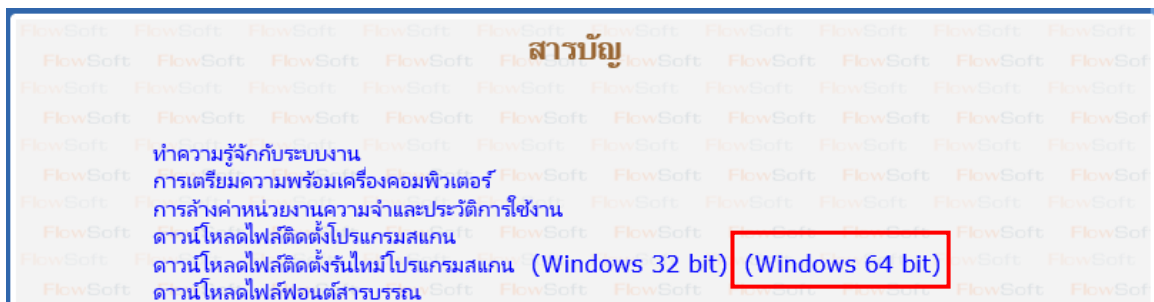 สารบัญ
ทำความรู้จักกับระบบงาน
การเตรียมความพร้อมเครื่องคอมพิวเตอร์
การล้างค่าหน่วยงานความจำและประวัติการใช้งาน
ดาวน์โหลดไฟล์ติดตั้งโปรแกรมสแกน
ดาวน์โหลดไฟล์ติดตั้งรันไทม์โปรแกรมสแกน (Windows 32 bit) (Windows 64 bit)
ดาวน์โหลดไฟล์ฟอนต์สารบรรณ